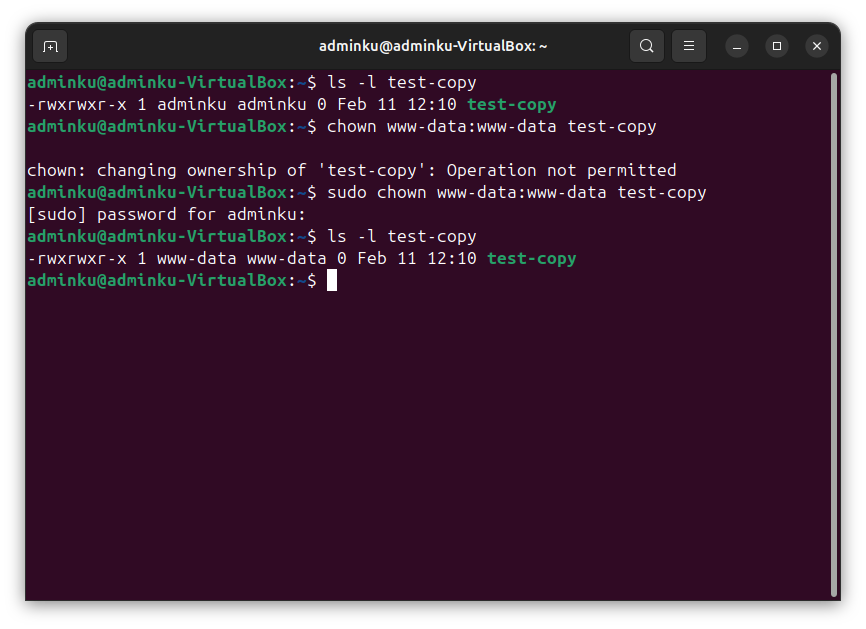 adminku@adminku-VirtualBox: ~
adminku@adminku-VirtualBox:~$ ls -l test-copy
-rwxrwxr-x 1 adminku adminku 0 Feb 11 12:10 test-copy
adminku@adminku-VirtualBox:~$ chown www-data:www-data test-copy
chown: changing ownership of 'test-copy': Operation not permitted
adminku@adminku-VirtualBox:~$ sudo chown www-data:www-data test-copy
[sudo] password for adminku:
adminku@adminku-VirtualBox:~$ ls -l test-copy
-rwxrwxr-x 1 www-data www-data 0 Feb 11 12:10 test-copy
adminku@adminku-VirtualBox:~$